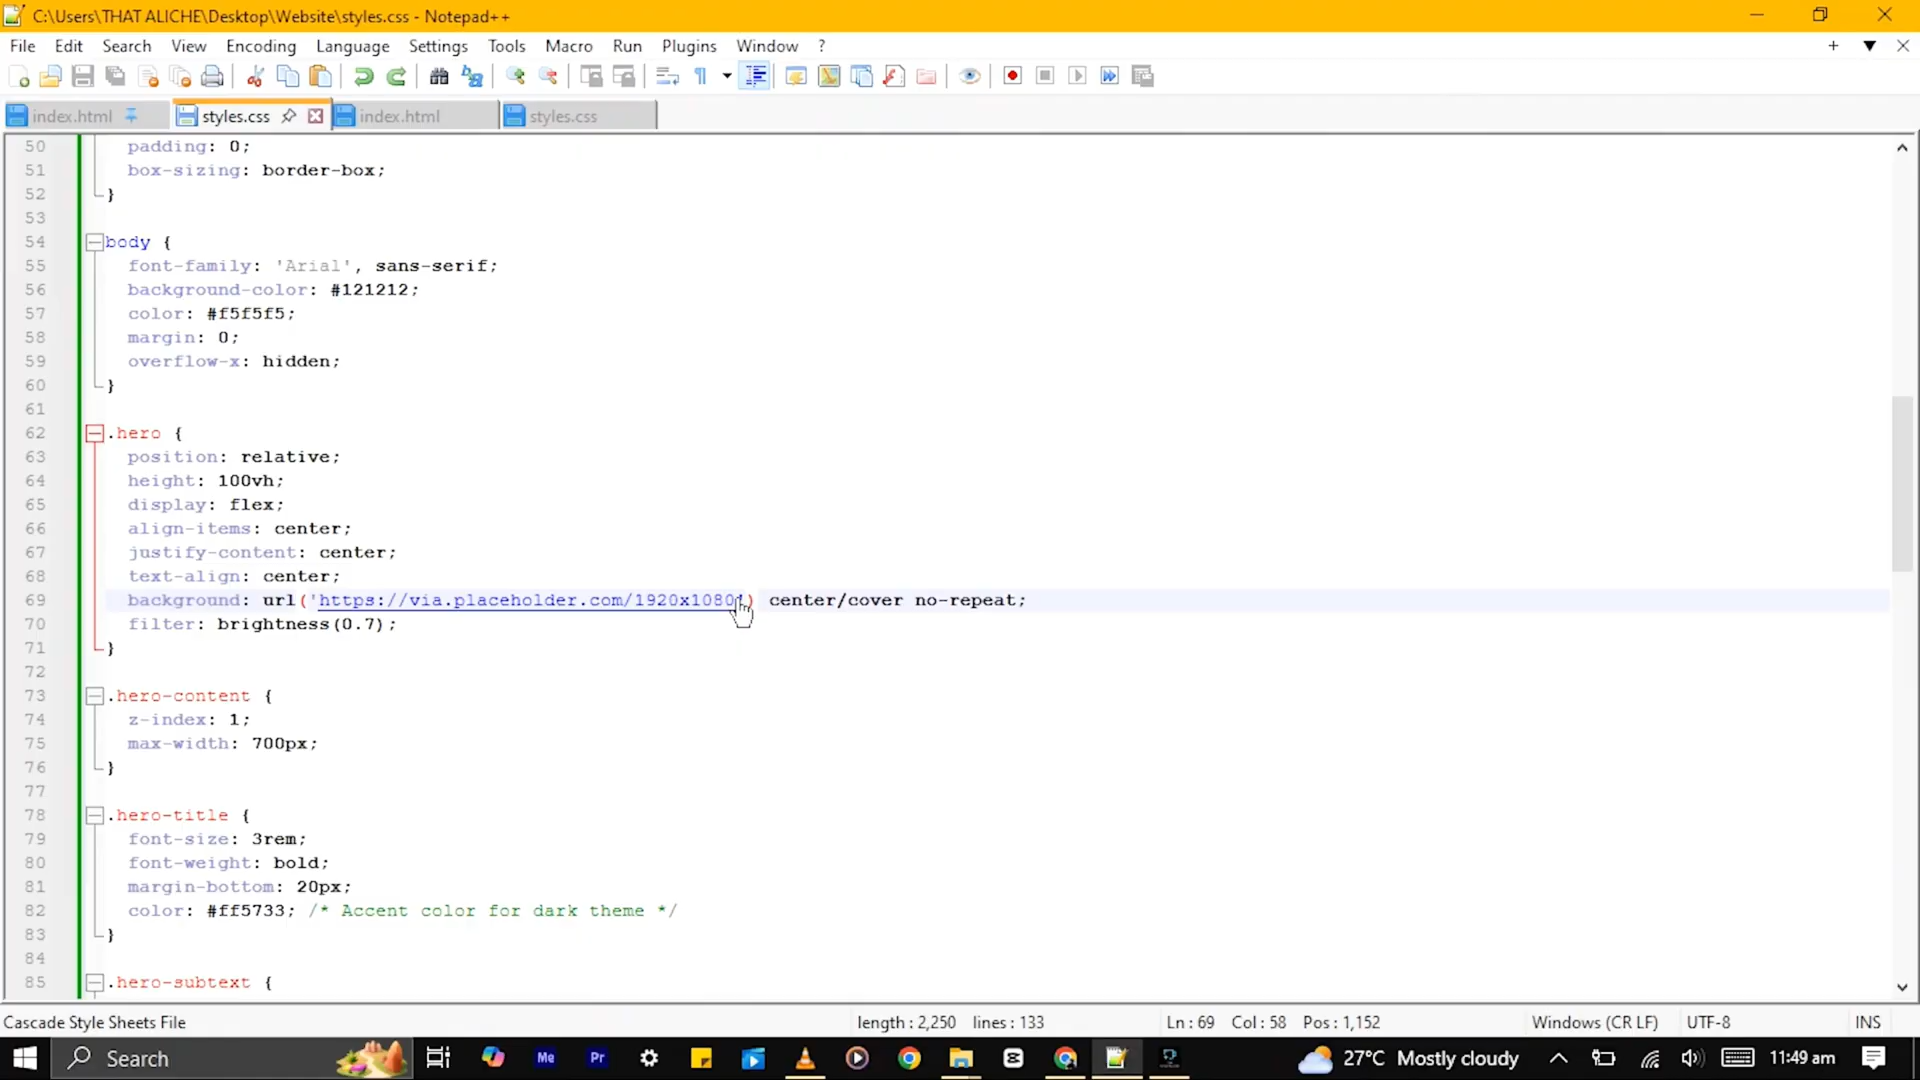 C:\Users\THAT ALICHE\Desktop\Website\styles.css - Notepad++
File Edit Search View Encoding Language Settings Tools Macro Run Plugins Window ?
index.html styles.css index.html styles.css
50 padding: 0;
51 box-sizing: border-box;
52 }
53
54 body {
55 font-family: 'Arial', sans-serif;
56 background-color: #121212;
57 color: #f5f5f5;
58 margin: 0;
59 overflow-x: hidden;
60 }
61
62 .hero {
63 position: relative;
64 height: 100vh;
65 display: flex;
66 align-items: center;
67 justify-content: center;
68 text-align: center;
69 background: url('https://via.placeholder.com/1920x1080') center/cover no-repeat;
70 filter: brightness(0.7);
71 }
72
73 .hero-content {
74 z-index: 1;
75 max-width: 700px;
76 }
77
78 .hero-title {
79 font-size: 3rem;
80 font-weight: bold;
81 margin-bottom: 20px;
82 color: #ff5733; /* Accent color for dark theme */
83 }
84
85 .hero-subtext {
Cascade Style Sheets File length : 2,250 lines : 133 Ln : 69 Col : 58 Pos : 1,152 Windows (CR LF) UTF-8 INS
Search Me Pr 27°C Mostly cloudy 11:49 am